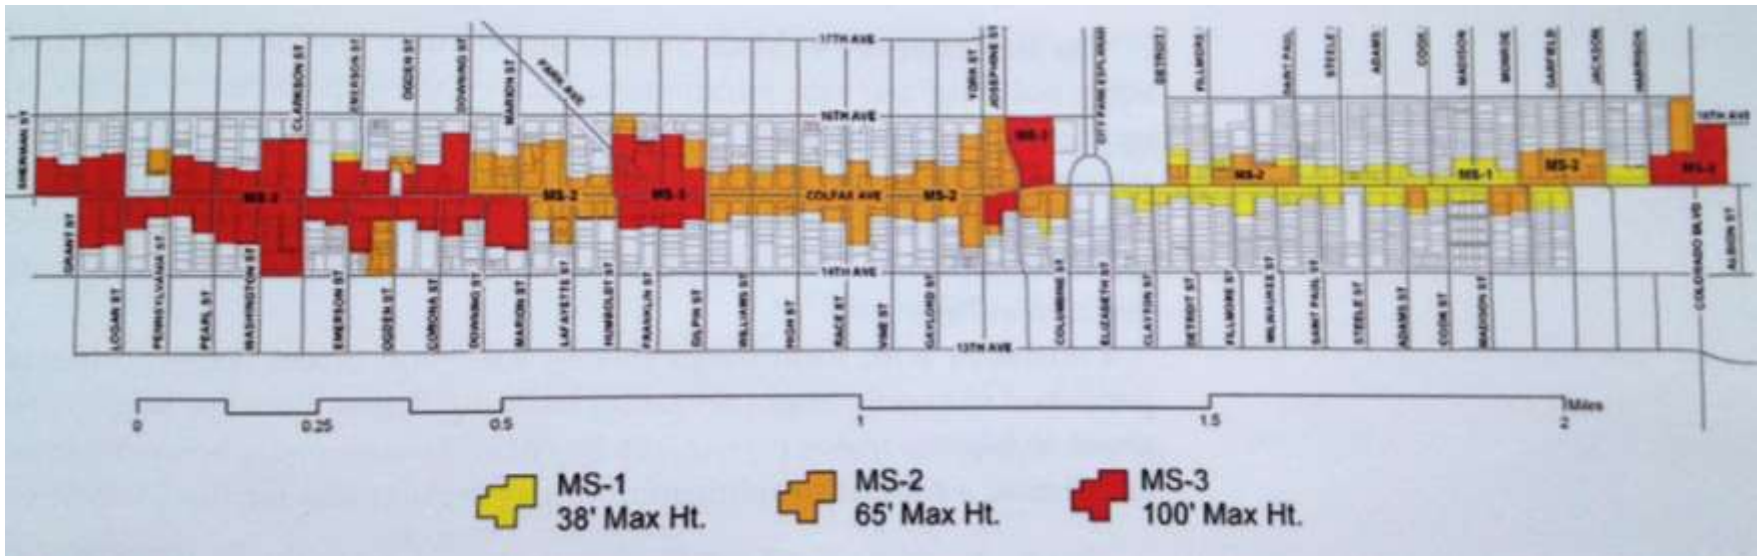 17TH AVE
SHERMAN ST
CLARKSON ST
EMERSON ST
OGDEN ST
DOWNING ST
MARION ST
PARK AVE
YORK ST
JOSEPHINE ST
CITY PARK ESPLANADE
DETROIT
FILLMORE
SAINT PAUL
STEELE
ADAMS
COOK
MADISON
MONROE
GARFIELD
JACKSON
HARRISON
16TH AVE
16TH AVE
MS-3
MS-3
MS-2
MS-3
COLFAX AVE
MS-2
MS-2
MS-1
MS-2
MS-3
GRANT ST
14TH AVE
LOGAN ST
PENNSYLVANIA ST
PEARL ST
WASHINGTON ST
EMERSON ST
OGDEN ST
CORONA ST
DOWNING ST
MARION ST
LAFAYETTE ST
HUMBOLDT ST
FRANKLIN ST
GILPIN ST
WILLIAMS ST
HIGH ST
RACE ST
VINE ST
GAYLORD ST
COLUMBINE ST
ELIZABETH ST
CLAYTON ST
DETROIT ST
FILLMORE ST
MILWAUKEE ST
SAINT PAUL ST
STEELE ST
ADAMS ST
COOK ST
MADISON ST
COLORADO BLVD
ALBION ST
13TH AVE
0 0.25 0.5 1 1.5 2 Miles
MS-1
38' Max Ht.
MS-2
65' Max Ht.
MS-3
100' Max Ht.